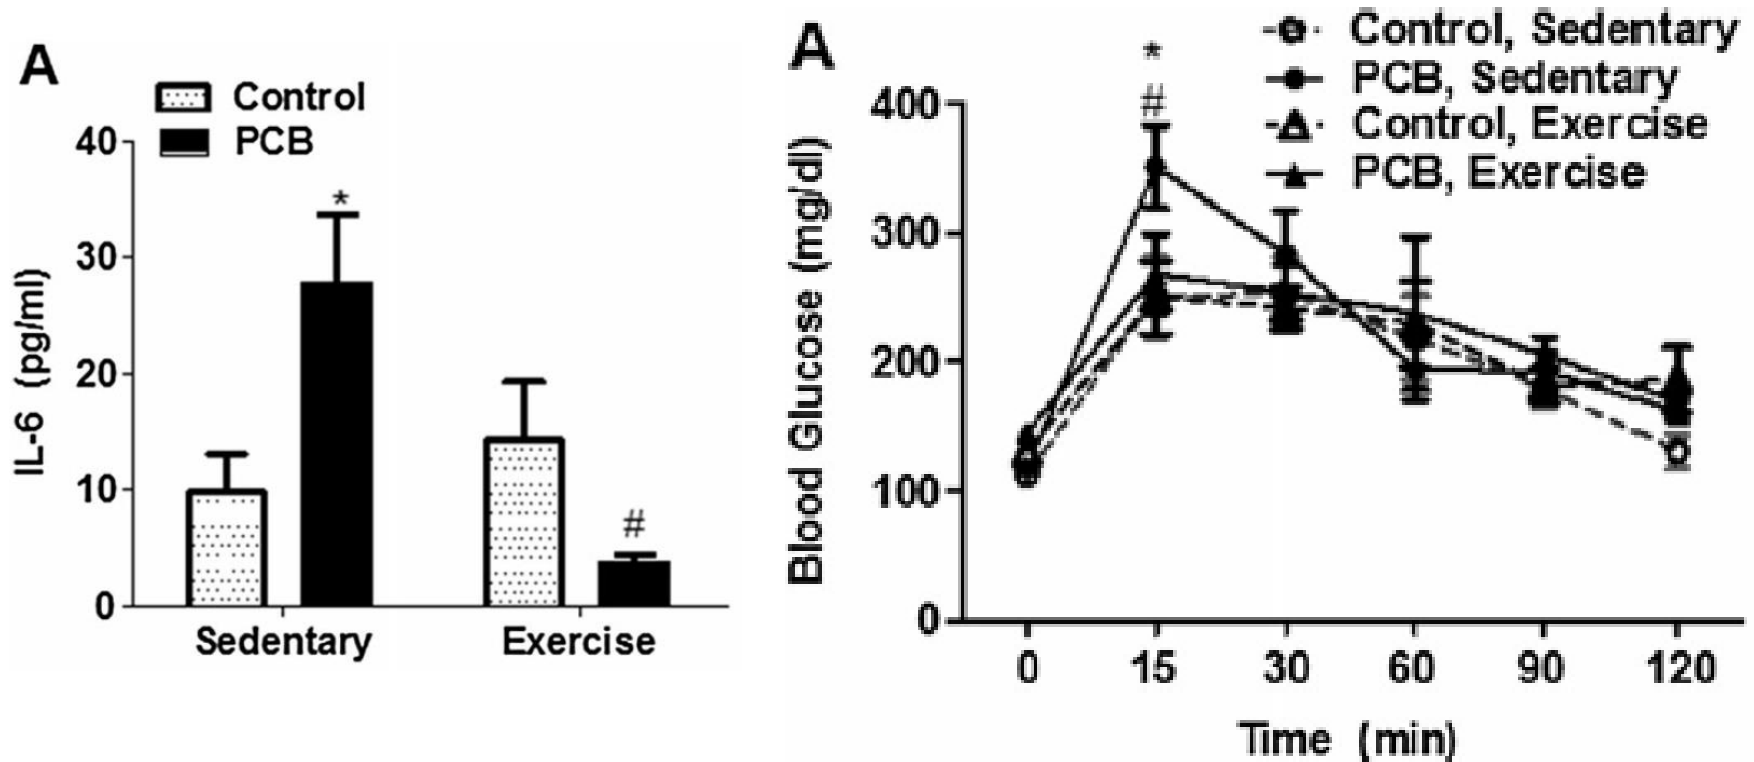 A
Control
PCB
40
30
20
10
0
IL-6 (pg/ml)
*
#
Sedentary
Exercise
A
Control, Sedentary
PCB, Sedentary
Control, Exercise
PCB, Exercise
*
#
400
300
200
100
0
Blood Glucose (mg/dl)
0 15 30 60 90 120
Time (min)